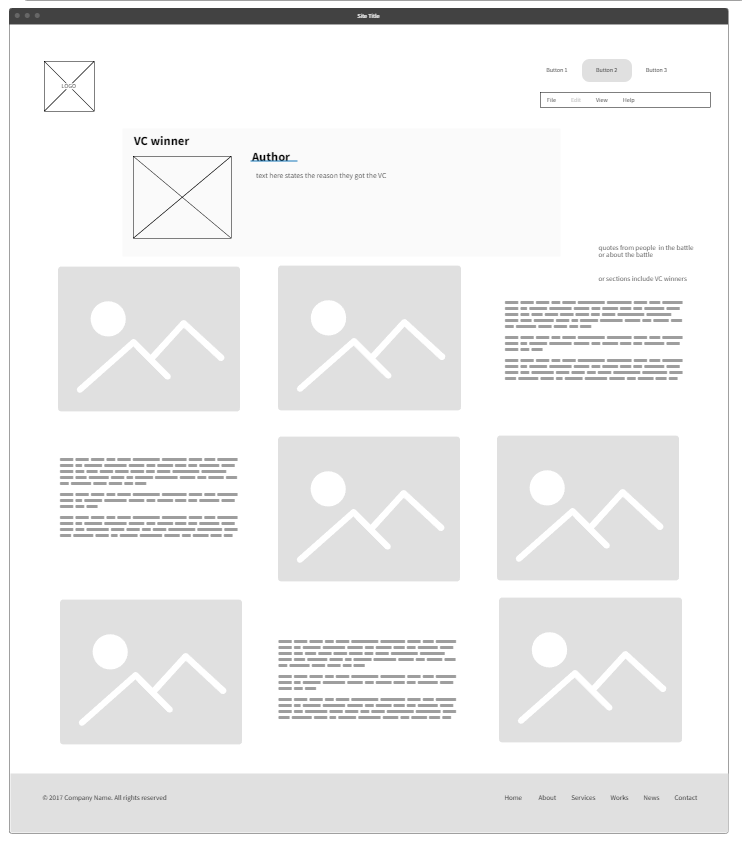 Site Title
LOGO
Button 1 Button 2 Button 3
File Edit View Help
VC winner
Author
text here states the reason they got the VC
quotes from people in the battle
or about the battle
or sections include VC winners
© 2017 Company Name. All rights reserved
Home About Services Works News Contact